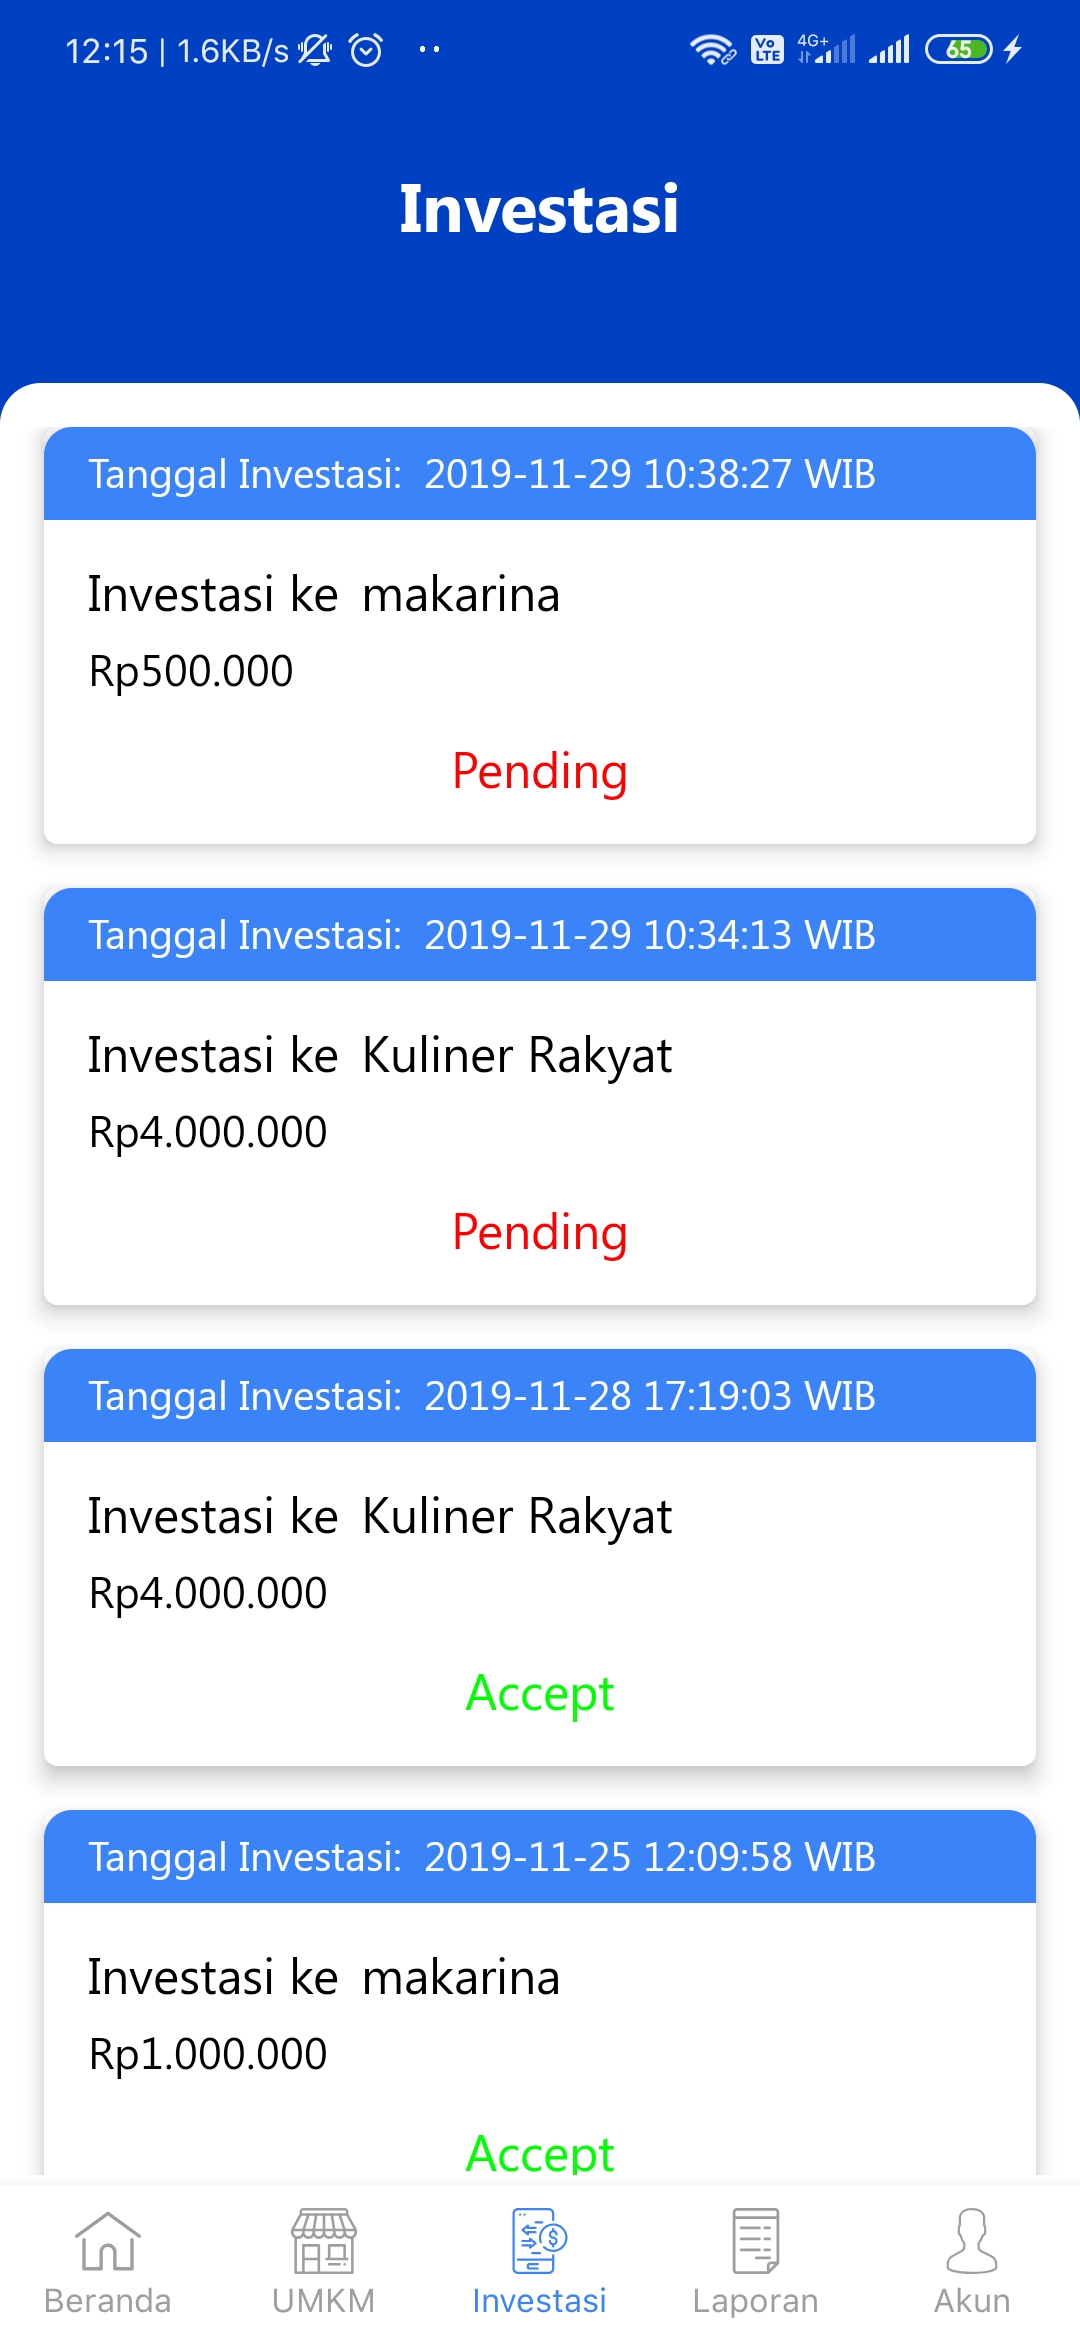 12:15 | 1.6KB/s
Vo LTE 4G+ 65
Investasi
Tanggal Investasi: 2019-11-29 10:38:27 WIB
Investasi ke makarina
Rp500.000
Pending
Tanggal Investasi: 2019-11-29 10:34:13 WIB
Investasi ke Kuliner Rakyat
Rp4.000.000
Pending
Tanggal Investasi: 2019-11-28 17:19:03 WIB
Investasi ke Kuliner Rakyat
Rp4.000.000
Accept
Tanggal Investasi: 2019-11-25 12:09:58 WIB
Investasi ke makarina
Rp1.000.000
Accept
Beranda UMKM Investasi Laporan Akun